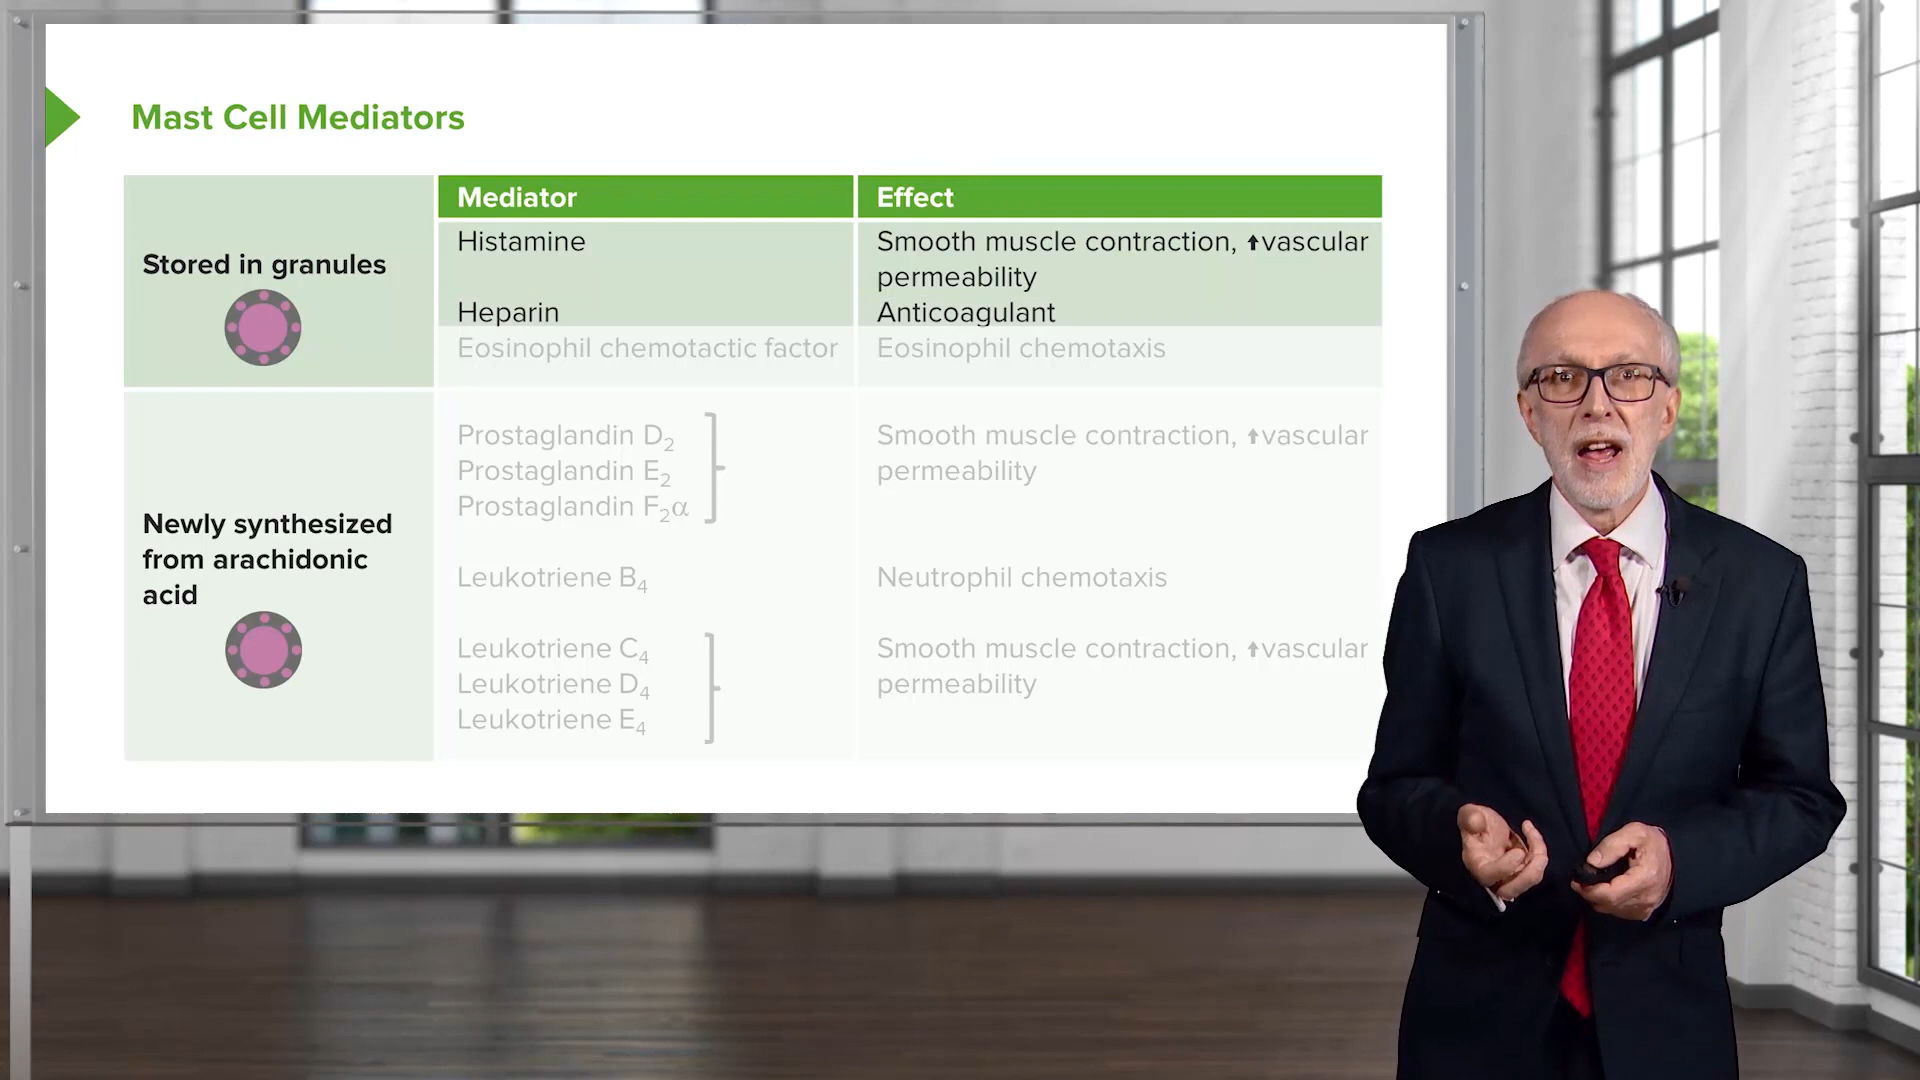 Mast Cell Mediators
Mediator
Effect
Stored in granules
Histamine
Smooth muscle contraction, ⬆vascular
permeability
Heparin
Anticoagulant
Eosinophil chemotactic factor
Eosinophil chemotaxis
Newly synthesized
from arachidonic
acid
Prostaglandin D₂
Prostaglandin E₂
Prostaglandin F₂α
Smooth muscle contraction, ⬆vascular
permeability
Leukotriene B₄
Neutrophil chemotaxis
Leukotriene C₄
Leukotriene D₄
Leukotriene E₄
Smooth muscle contraction, ⬆vascular
permeability